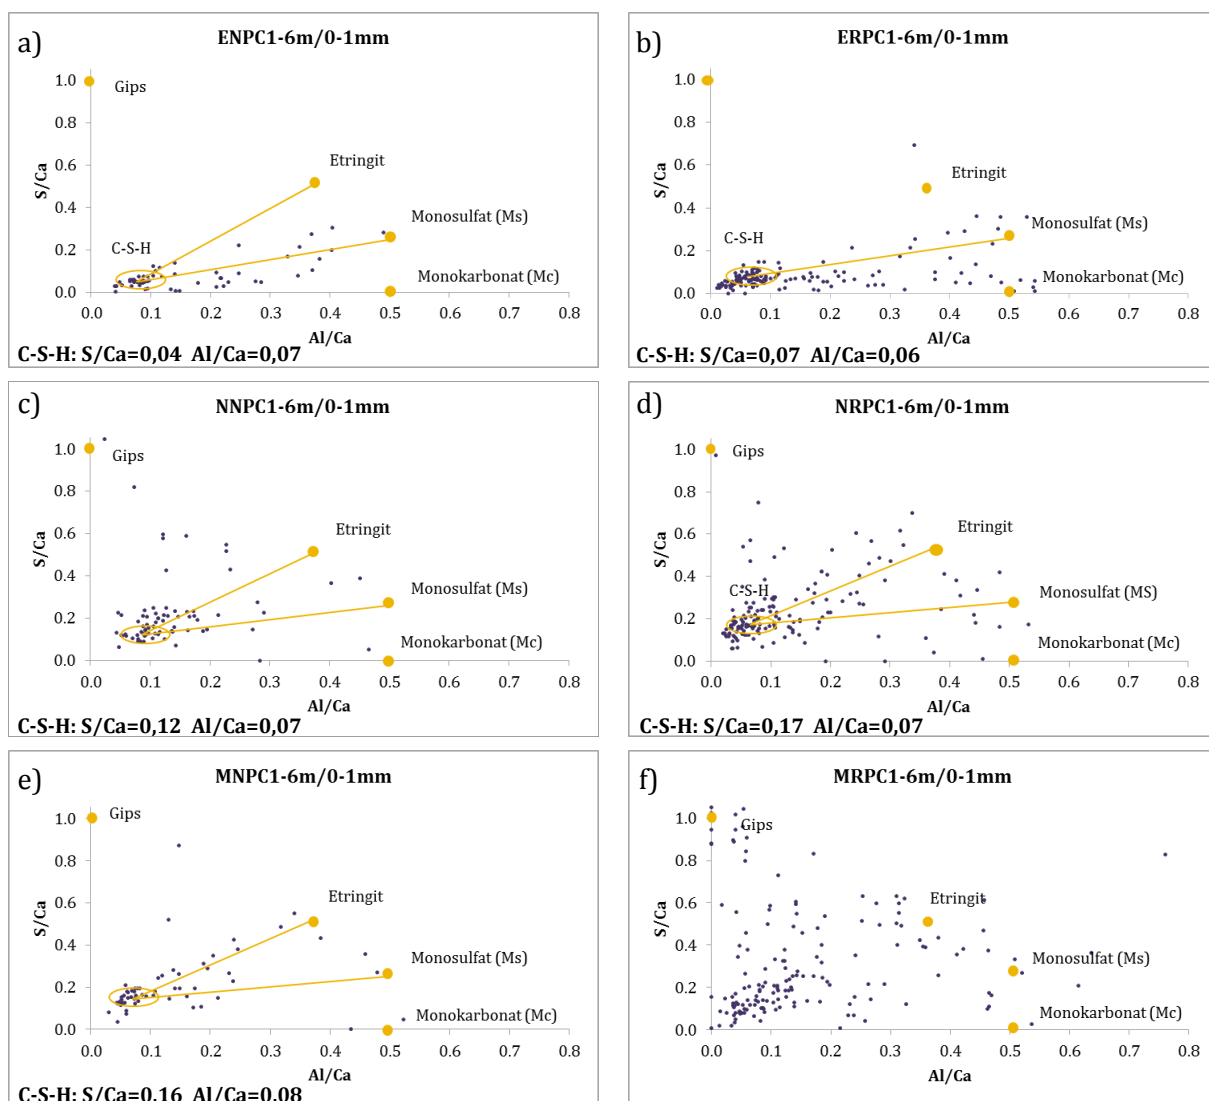 a)
ENPC1-6m/0-1mm
1.0
Gips
0.8
Etringit
0.6
S/Ca
0.4
Monosulfat (Ms)
C-S-H
0.2
Monokarbonat (Mc)
0.0
0.0 0.1 0.2 0.3 0.4 0.5 0.6 0.7 0.8
Al/Ca
C-S-H: S/Ca=0,04 Al/Ca=0,07
b)
ERPC1-6m/0-1mm
1.0
Gips
0.8
0.6
Etringit
S/Ca
0.4
Monosulfat (Ms)
C-S-H
0.2
Monokarbonat (Mc)
0.0
0.0 0.1 0.2 0.3 0.4 0.5 0.6 0.7 0.8
Al/Ca
C-S-H: S/Ca=0,07 Al/Ca=0,06
c)
NNPC1-6m/0-1mm
1.0
Gips
0.8
0.6
Etringit
S/Ca
0.4
Monosulfat (Ms)
0.2
Monokarbonat (Mc)
0.0
0.0 0.1 0.2 0.3 0.4 0.5 0.6 0.7 0.8
Al/Ca
C-S-H: S/Ca=0,12 Al/Ca=0,07
d)
NRPC1-6m/0-1mm
1.0
Gips
0.8
Etringit
0.6
S/Ca
0.4
C-S-H
Monosulfat (MS)
0.2
Monokarbonat (Mc)
0.0
0.0 0.1 0.2 0.3 0.4 0.5 0.6 0.7 0.8
Al/Ca
C-S-H: S/Ca=0,17 Al/Ca=0,07
e)
MNPC1-6m/0-1mm
1.0
Gips
0.8
Etringit
0.6
S/Ca
0.4
Monosulfat (Ms)
0.2
Monokarbonat (Mc)
0.0
0.0 0.1 0.2 0.3 0.4 0.5 0.6 0.7 0.8
Al/Ca
C-S-H: S/Ca=0,16 Al/Ca=0,08
f)
MRPC1-6m/0-1mm
1.0
Gips
0.8
Etringit
0.6
S/Ca
0.4
Monosulfat (Ms)
0.2
Monokarbonat (Mc)
0.0
0.0 0.1 0.2 0.3 0.4 0.5 0.6 0.7 0.8
Al/Ca